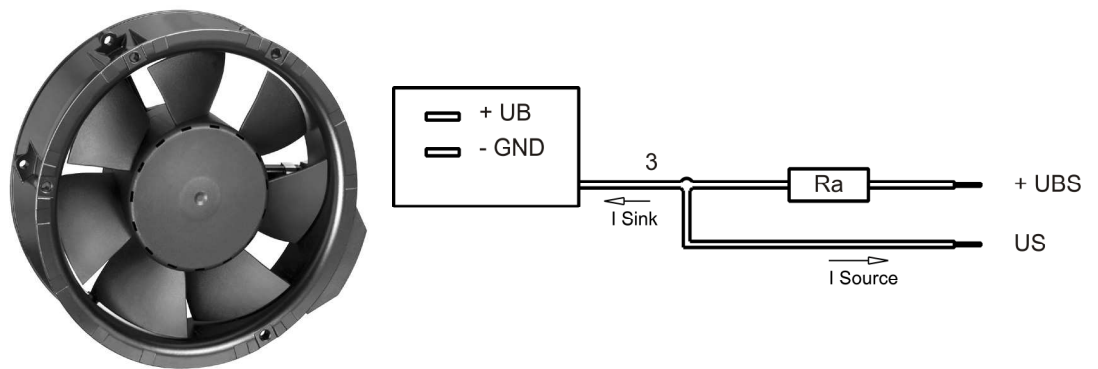 + UB
- GND
3
Ra
+ UBS
I Sink
US
I Source